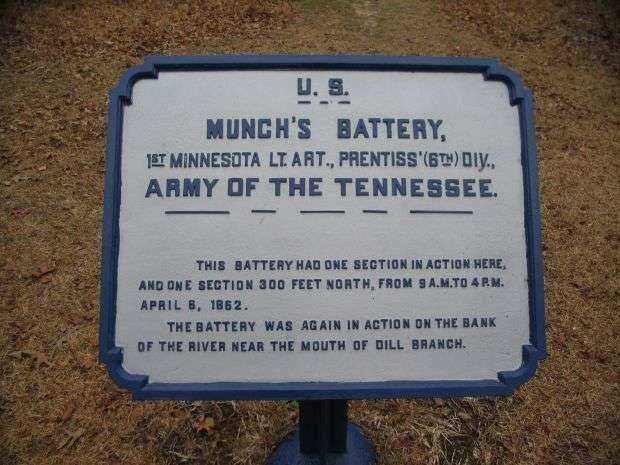 U. S.
MUNCH'S BATTERY,
1ST MINNESOTA LT. ART., PRENTISS' (6TH) DIV.,
ARMY OF THE TENNESSEE.
THIS BATTERY HAD ONE SECTION IN ACTION HERE,
AND ONE SECTION 300 FEET NORTH, FROM 9 A.M. TO 4 P.M.
APRIL 6, 1862.
THE BATTERY WAS AGAIN IN ACTION ON THE BANK
OF THE RIVER NEAR THE MOUTH OF DILL BRANCH.